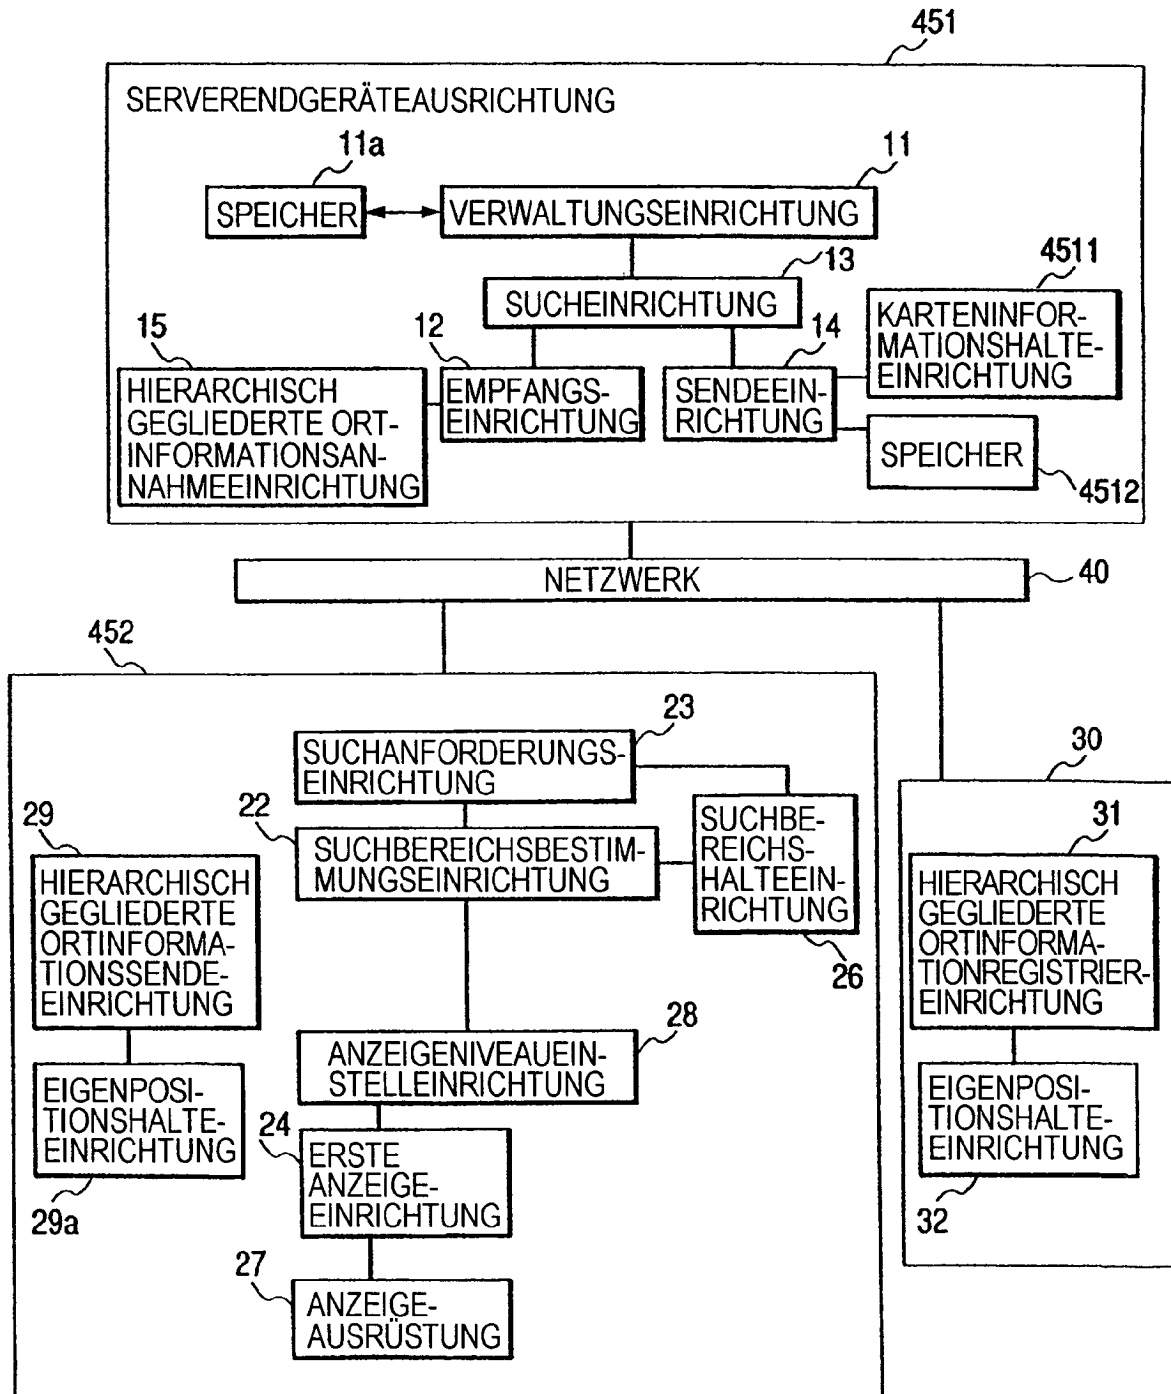 451
SERVERENDGERÄTEAUSRICHTUNG
11a
11
SPEICHER
VERWALTUNGSEINRICHTUNG
13
SUCHEINRICHTUNG
4511
KARTENINFOR-
MATIONSHALTE-
EINRICHTUNG
15
HIERARCHISCH
GEGLIEDERTE ORT-
INFORMATIONSAN-
NAHMEEINRICHTUNG
12
EMPFANGS-
EINRICHTUNG
14
SENDEEIN-
RICHTUNG
SPEICHER
4512
NETZWERK
40
452
23
SUCHANFORDERUNGS-
EINRICHTUNG
22
SUCHBEREICHSBESTIM-
MUNGSEINRICHTUNG
SUCHBE-
REICHS-
HALTEEIN-
RICHTUNG
26
29
HIERARCHISCH
GEGLIEDERTE
ORTINFORMA-
TIONSSENDE-
EINRICHTUNG
28
ANZEIGENIVEAUEIN-
STELLEINRICHTUNG
EIGENPOSI-
TIONSHALTE-
EINRICHTUNG
29a
24
ERSTE
ANZEIGE-
EINRICHTUNG
27
ANZEIGE-
AUSRÜSTUNG
30
31
HIERARCHISCH
GEGLIEDERTE
ORTINFORMA-
TIONREGISTRIER-
EINRICHTUNG
EIGENPOSI-
TIONSHALTE-
EINRICHTUNG
32